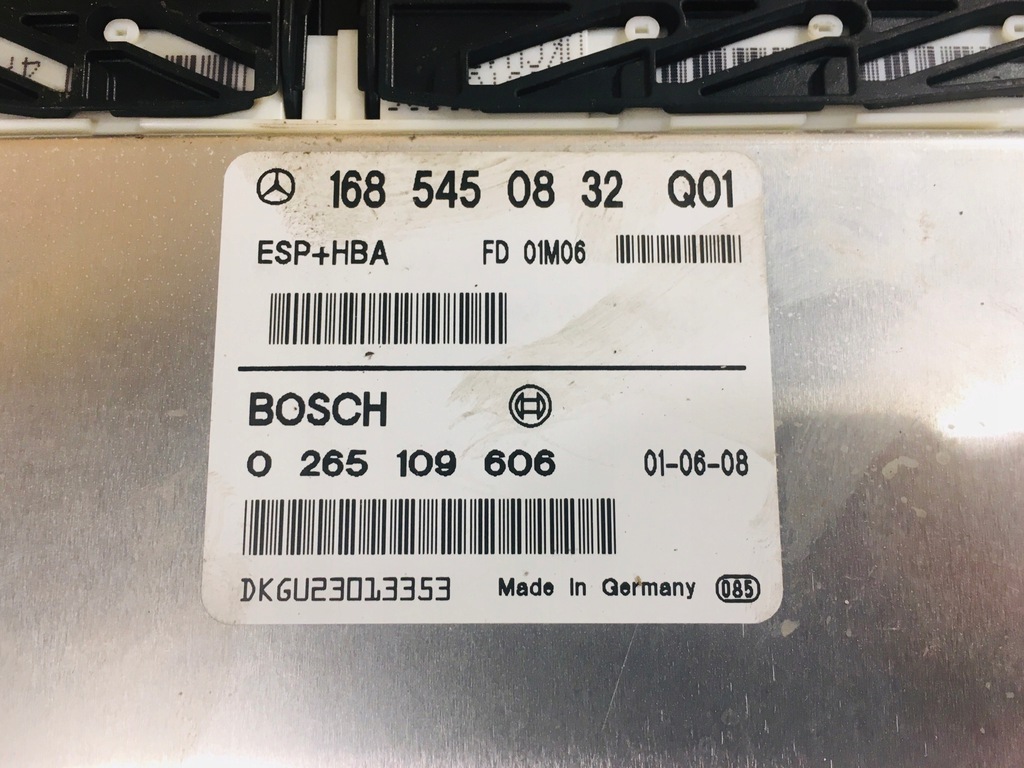 168 545 08 32 Q01
ESP+HBA FD 01M06
BOSCH
0 265 109 606 01-06-08
DKGU23013353 Made in Germany 085